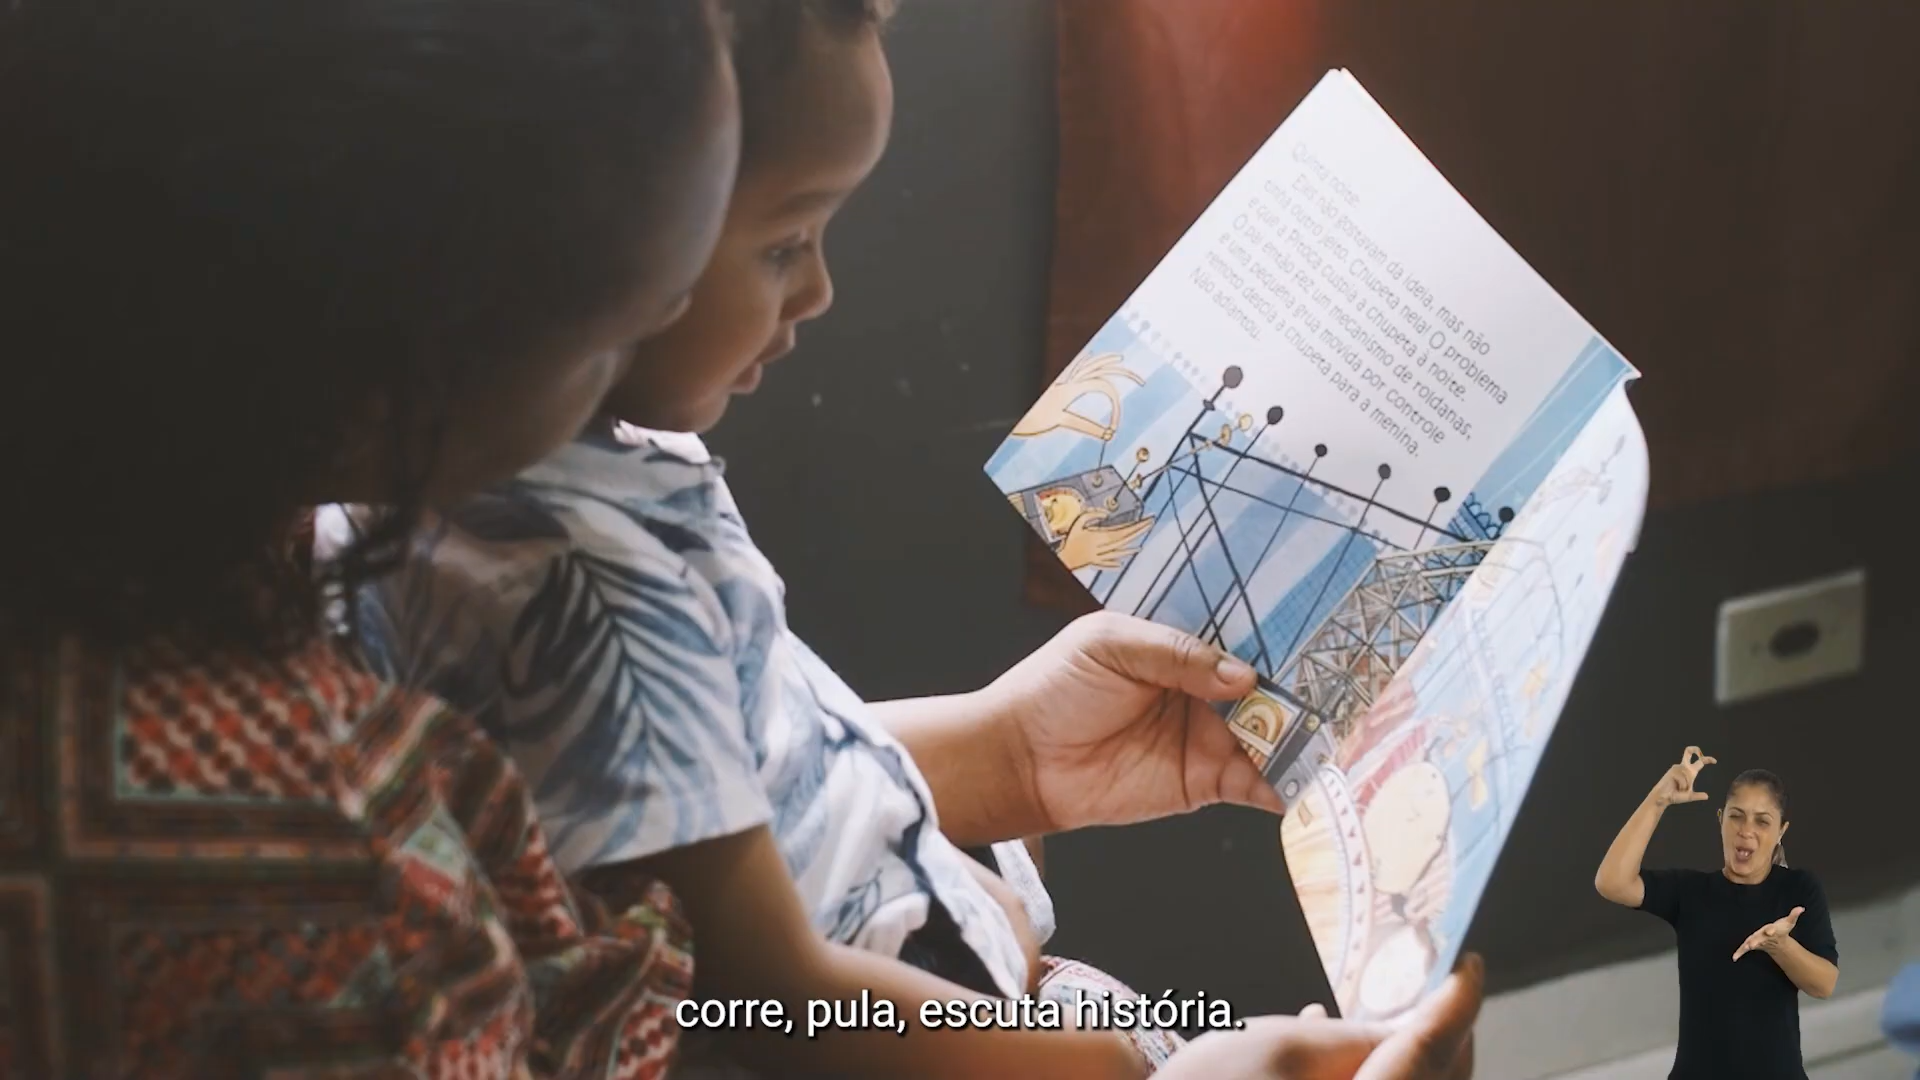 Quinta noite:
Eles não gostavam da ideia, mas não
tinha outro jeito. Chupeta nela! O problema
é que a Pitoca cuspia a chupeta à noite.
O pai então fez um mecanismo de roldanas,
e uma pequena grua movida por controle
remoto descia a chupeta para a menina.
Não adiantou.
corre, pula, escuta história.